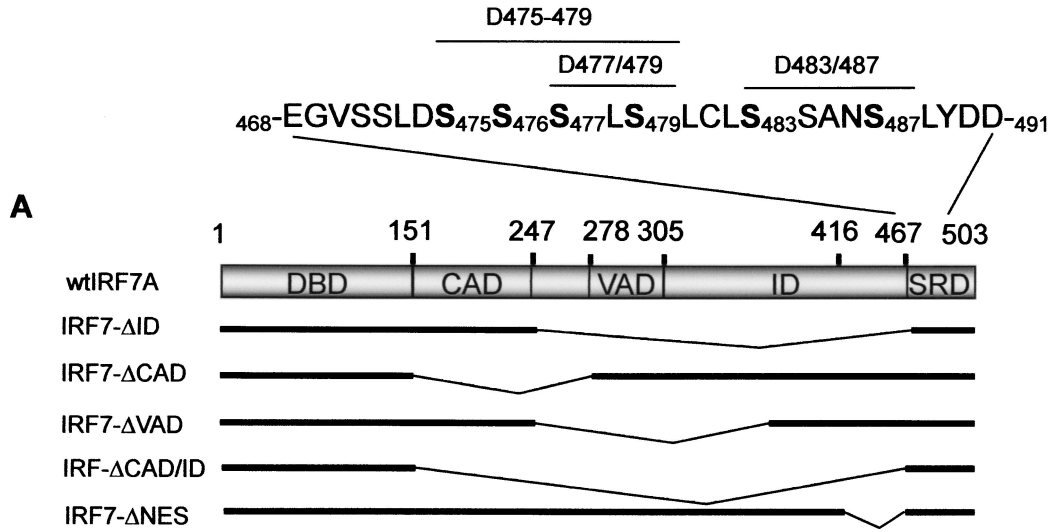 D475-479
D477/479 D483/487
468-EGVSSLDS475S476S477LS479LCLS483SANS487LYDD-491
A
1 151 247 278 305 416 467 503
wtIRF7A DBD CAD VAD ID SRD
IRF7-ΔID
IRF7-ΔCAD
IRF7-ΔVAD
IRF-ΔCAD/ID
IRF7-ΔNES